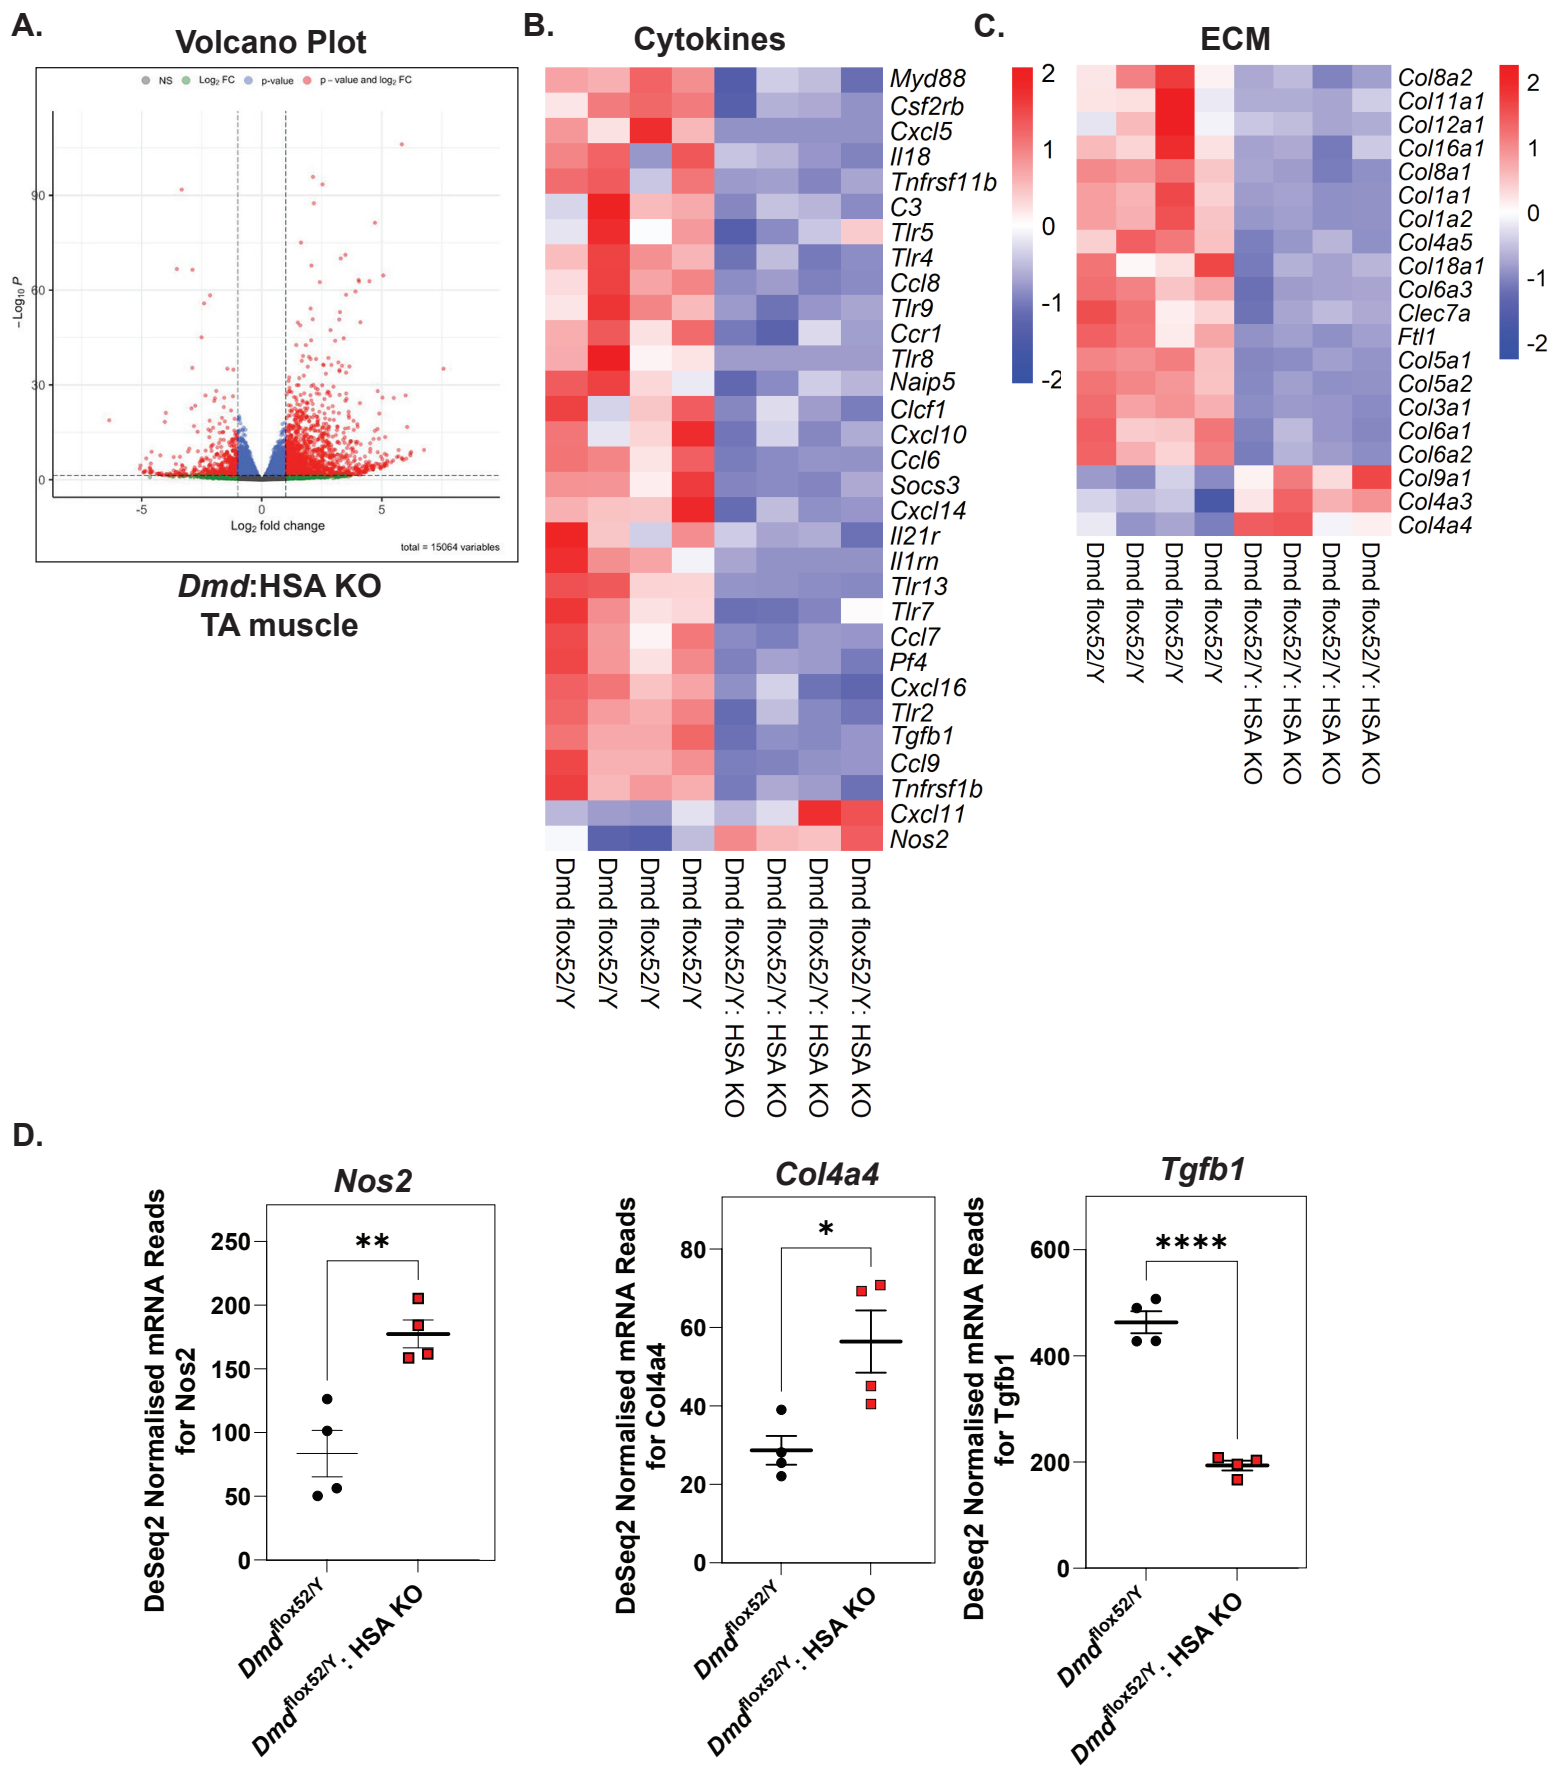 A.
Volcano Plot
NS Log2 FC p-value p − value and log2 FC
− Log10 P
90
60
30
0
-5 0 5
Log2 fold change
total = 15064 variables
Dmd:HSA KO
TA muscle
B.
Cytokines
Myd88
Csf2rb
Cxcl5
Il18
Tnfrsf11b
C3
Tlr5
Tlr4
Ccl8
Tlr9
Ccr1
Tlr8
Naip5
Clcf1
Cxcl10
Ccl6
Socs3
Cxcl14
Il21r
Il1rn
Tlr13
Tlr7
Ccl7
Pf4
Cxcl16
Tlr2
Tgfb1
Ccl9
Tnfrsf1b
Cxcl11
Nos2
2
1
0
-1
-2
Dmd flox52/Y
Dmd flox52/Y
Dmd flox52/Y
Dmd flox52/Y
Dmd flox52/Y: HSA KO
Dmd flox52/Y: HSA KO
Dmd flox52/Y: HSA KO
Dmd flox52/Y: HSA KO
C.
ECM
Col8a2
Col11a1
Col12a1
Col16a1
Col8a1
Col1a1
Col1a2
Col4a5
Col18a1
Col6a3
Clec7a
Ftl1
Col5a1
Col5a2
Col3a1
Col6a1
Col6a2
Col9a1
Col4a3
Col4a4
2
1
0
-1
-2
Dmd flox52/Y
Dmd flox52/Y
Dmd flox52/Y
Dmd flox52/Y
Dmd flox52/Y: HSA KO
Dmd flox52/Y: HSA KO
Dmd flox52/Y: HSA KO
Dmd flox52/Y: HSA KO
D.
Nos2
DeSeq2 Normalised mRNA Reads
for Nos2
250
200
150
100
50
0
**
Dmdflox52/Y
Dmdflox52/Y: HSA KO
Col4a4
DeSeq2 Normalised mRNA Reads
for Col4a4
80
60
40
20
0
*
Dmdflox52/Y
Dmdflox52/Y: HSA KO
Tgfb1
DeSeq2 Normalised mRNA Reads
for Tgfb1
600
400
200
0
****
Dmdflox52/Y
Dmdflox52/Y: HSA KO